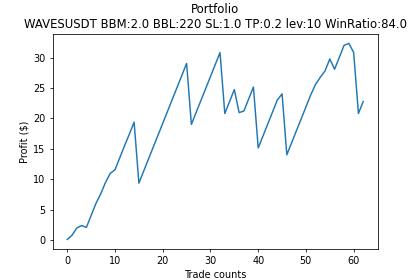 Portfolio
WAVESUSDT BBM:2.0 BBL:220 SL:1.0 TP:0.2 lev:10 WinRatio:84.0
Profit ($)
30
25
20
15
10
5
0
0 10 20 30 40 50 60
Trade counts